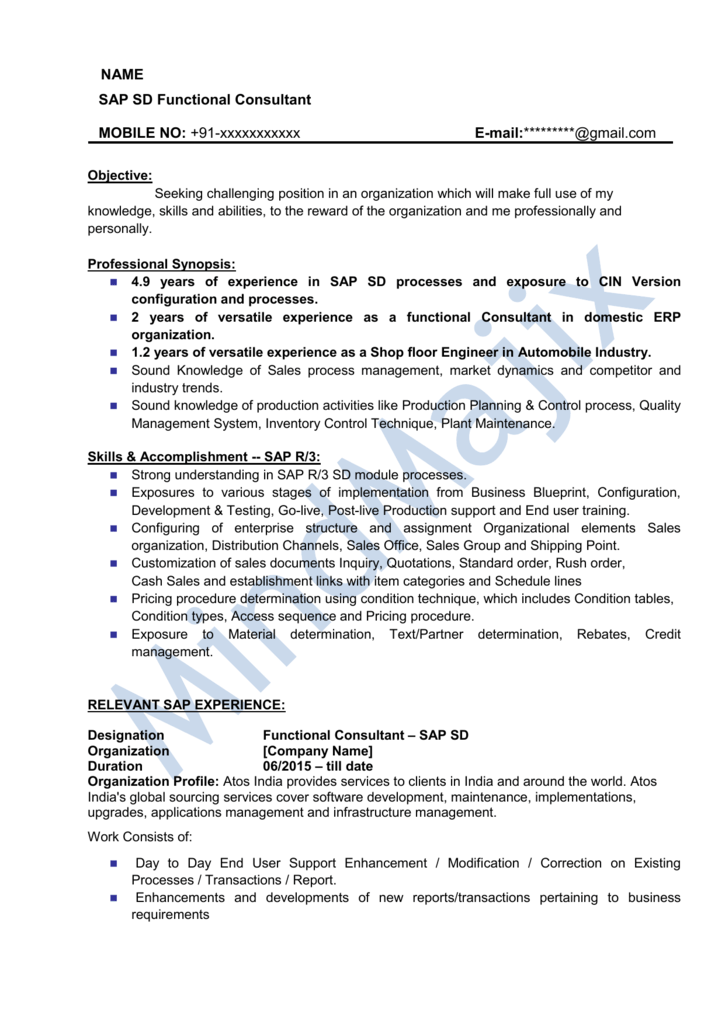 NAME
SAP SD Functional Consultant
MOBILE NO: +91-xxxxxxxxxxx E-mail:*********@gmail.com
Objective:
Seeking challenging position in an organization which will make full use of my
knowledge, skills and abilities, to the reward of the organization and me professionally and
personally.
Professional Synopsis:
4.9 years of experience in SAP SD processes and exposure to CIN Version
configuration and processes.
2 years of versatile experience as a functional Consultant in domestic ERP
organization.
1.2 years of versatile experience as a Shop floor Engineer in Automobile Industry.
Sound Knowledge of Sales process management, market dynamics and competitor and
industry trends.
Sound knowledge of production activities like Production Planning & Control process, Quality
Management System, Inventory Control Technique, Plant Maintenance.
Skills & Accomplishment -- SAP R/3:
Strong understanding in SAP R/3 SD module processes.
Exposures to various stages of implementation from Business Blueprint, Configuration,
Development & Testing, Go-live, Post-live Production support and End user training.
Configuring of enterprise structure and assignment Organizational elements Sales
organization, Distribution Channels, Sales Office, Sales Group and Shipping Point.
Customization of sales documents Inquiry, Quotations, Standard order, Rush order,
Cash Sales and establishment links with item categories and Schedule lines
Pricing procedure determination using condition technique, which includes Condition tables,
Condition types, Access sequence and Pricing procedure.
Exposure to Material determination, Text/Partner determination, Rebates, Credit
management.
RELEVANT SAP EXPERIENCE:
Designation Functional Consultant – SAP SD
Organization [Company Name]
Duration 06/2015 – till date
Organization Profile: Atos India provides services to clients in India and around the world. Atos
India's global sourcing services cover software development, maintenance, implementations,
upgrades, applications management and infrastructure management.
Work Consists of:
Day to Day End User Support Enhancement / Modification / Correction on Existing
Processes / Transactions / Report.
Enhancements and developments of new reports/transactions pertaining to business
requirements
MindMajix